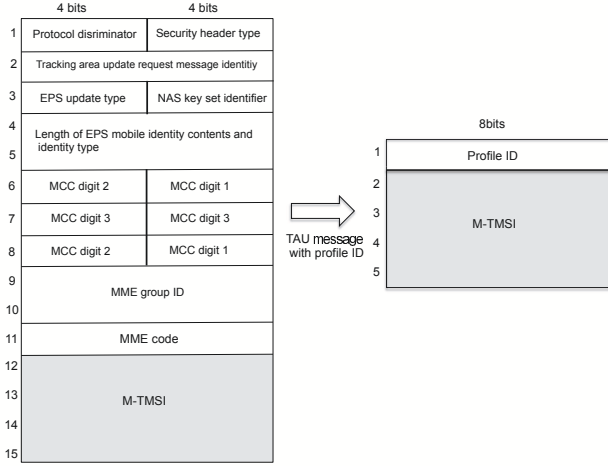 4 bits 4 bits
1 Protocol disriminator Security header type
2 Tracking area update request message identitiy
3 EPS update type NAS key set identifier
4 Length of EPS mobile identity contents and
5 identity type
6 MCC digit 2 MCC digit 1
7 MCC digit 3 MCC digit 3
8 MCC digit 2 MCC digit 1
9
MME group ID
10
11 MME code
12
13 M-TMSI
14
15
TAU message
with profile ID
8bits
1 Profile ID
2
3 M-TMSI
4
5